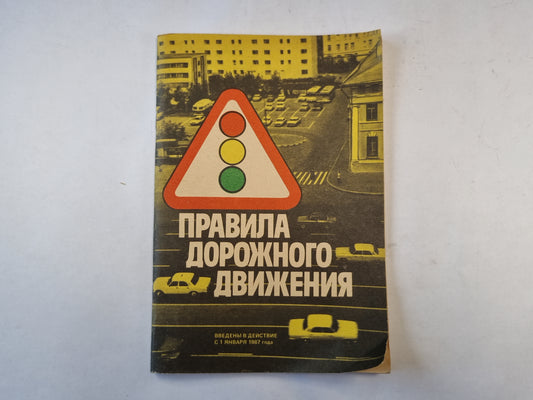 ПРАВИЛА
ДОРОЖНОГО
ДВИЖЕНИЯ
ВВЕДЕНЫ В ДЕЙСТВИЕ
С 1 ЯНВАРЯ 1987 года